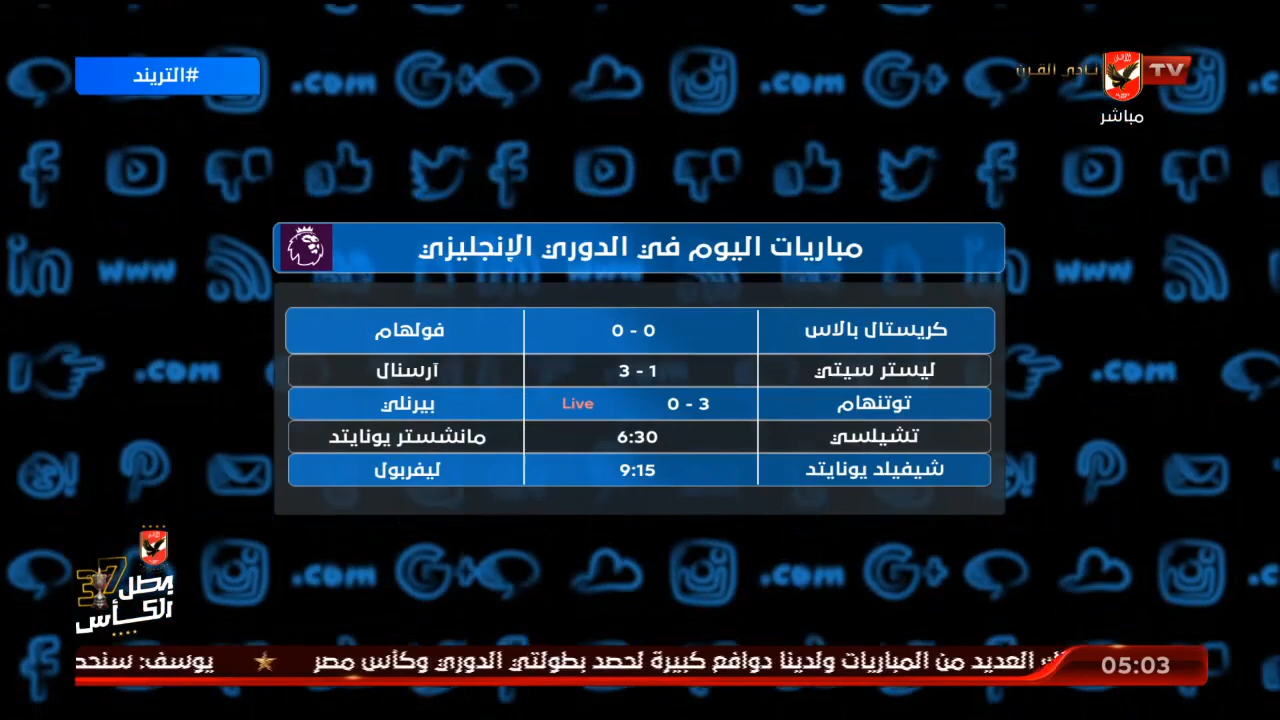 #التريند
نادي القرن TV
مباشر
مباريات اليوم في الدوري الإنجليزي
كريستال بالاس 0 - 0 فولهام
ليستر سيتي 1 - 3 آرسنال
توتنهام 3 - 0 Live بيرنلي
تشيلسي 6:30 مانشستر يونايتد
شيفيلد يونايتد 9:15 ليفربول
بطل 37
الكأس
05:03 العديد من المباريات ولدينا دوافع كبيرة لحصد بطولتي الدوري وكأس مصر ★ يوسف: سنحد